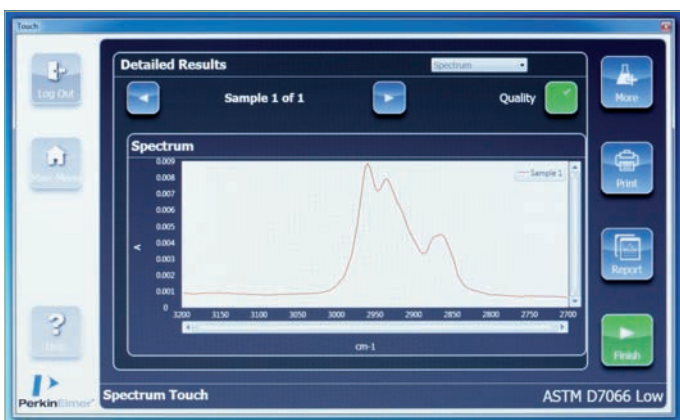 Touch
Log Out
Main Menu
Help
PerkinElmer
Detailed Results
Spectrum
Sample 1 of 1
Quality
Spectrum
Sample 1
0.009
0.008
0.007
0.006
0.005
0.004
0.003
0.002
0.001
0
A
3200 3150 3100 3050 3000 2950 2900 2850 2800 2750 2700
cm-1
More
Print
Report
Finish
Spectrum Touch
ASTM D7066 Low